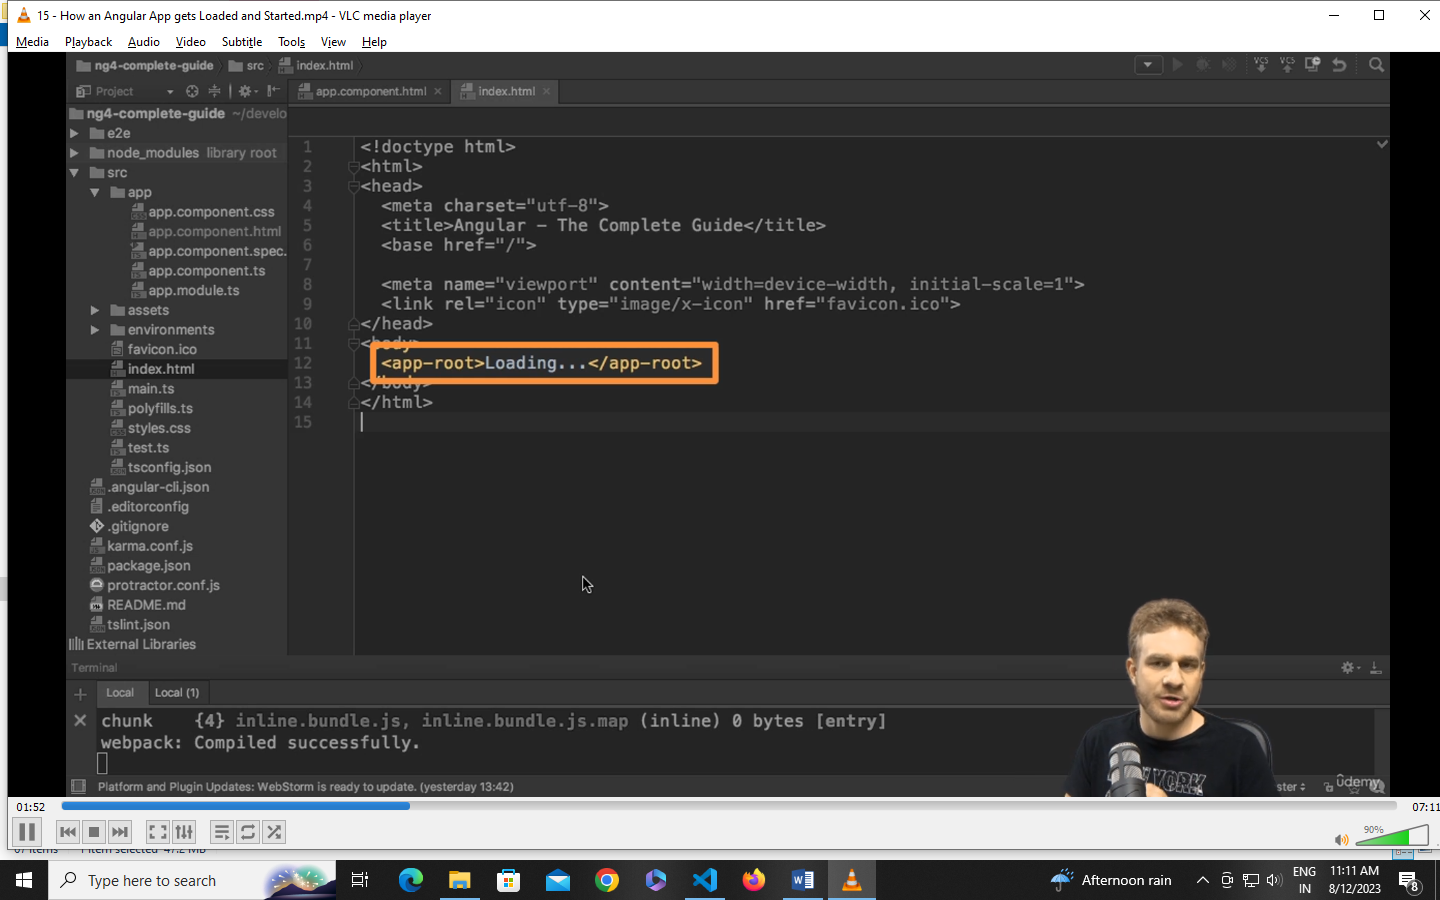 15 - How an Angular App gets Loaded and Started.mp4 - VLC media player
Media Playback Audio Video Subtitle Tools View Help
ng4-complete-guide src index.html
VCS VCS
Project app.component.html index.html
ng4-complete-guide ~/develo
e2e
node_modules library root
src
app
app.component.css
app.component.html
app.component.spec.
app.component.ts
app.module.ts
assets
environments
favicon.ico
index.html
main.ts
polyfills.ts
styles.css
test.ts
tsconfig.json
.angular-cli.json
.editorconfig
.gitignore
karma.conf.js
package.json
protractor.conf.js
README.md
tslint.json
External Libraries
1 <!doctype html>
2 <html>
3 <head>
4 <meta charset="utf-8">
5 <title>Angular - The Complete Guide</title>
6 <base href="/">
7
8 <meta name="viewport" content="width=device-width, initial-scale=1">
9 <link rel="icon" type="image/x-icon" href="favicon.ico">
10 </head>
11 <body>
12 <app-root>Loading...</app-root>
13 </body>
14 </html>
15
Terminal
Local Local (1)
chunk {4} inline.bundle.js, inline.bundle.js.map (inline) 0 bytes [entry]
webpack: Compiled successfully.
Platform and Plugin Updates: WebStorm is ready to update. (yesterday 13:42)
ster
NEW YORK
ûdemy
01:52 07:11
90%
Type here to search
Afternoon rain
ENG
IN
11:11 AM
8/12/2023
8